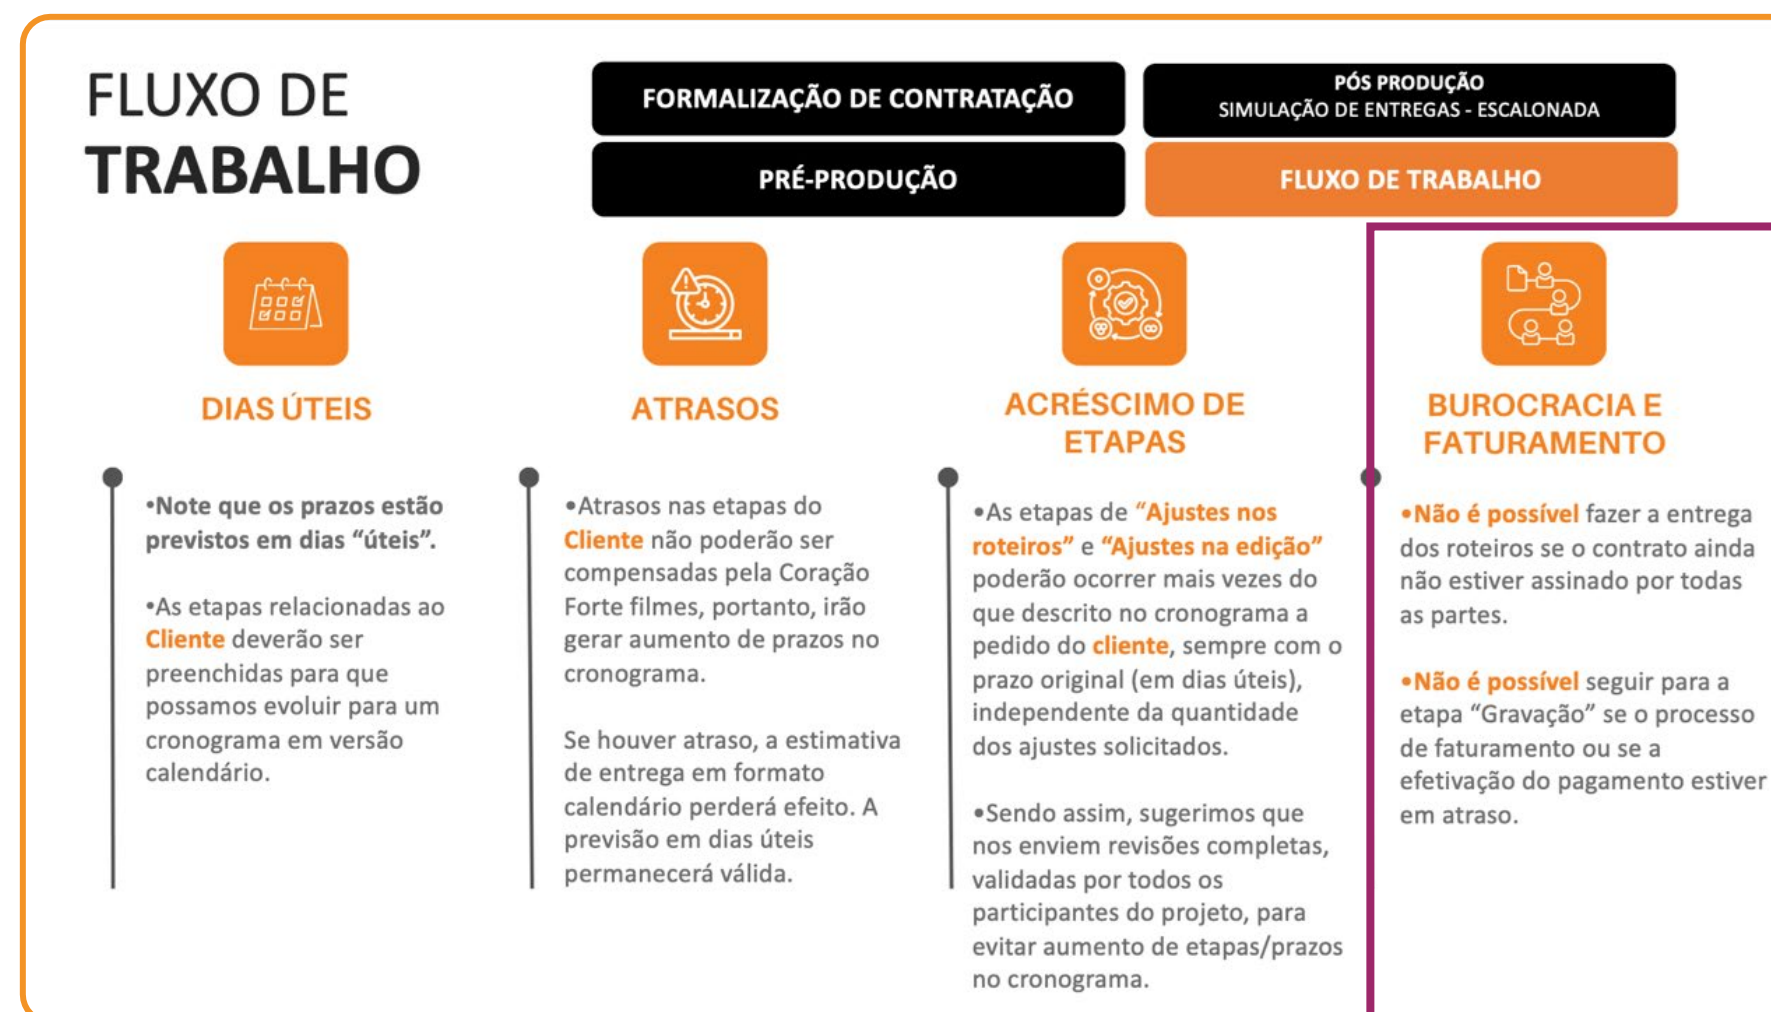 FLUXO DE
TRABALHO
FORMALIZAÇÃO DE CONTRATAÇÃO
PÓS PRODUÇÃO
SIMULAÇÃO DE ENTREGAS - ESCALONADA
PRÉ-PRODUÇÃO
FLUXO DE TRABALHO
DIAS ÚTEIS
•Note que os prazos estão
previstos em dias “úteis”.
•As etapas relacionadas ao
Cliente deverão ser
preenchidas para que
possamos evoluir para um
cronograma em versão
calendário.
ATRASOS
•Atrasos nas etapas do
Cliente não poderão ser
compensadas pela Coração
Forte filmes, portanto, irão
gerar aumento de prazos no
cronograma.
Se houver atraso, a estimativa
de entrega em formato
calendário perderá efeito. A
previsão em dias úteis
permanecerá válida.
ACRÉSCIMO DE
ETAPAS
•As etapas de “Ajustes nos
roteiros” e “Ajustes na edição”
poderão ocorrer mais vezes do
que descrito no cronograma a
pedido do cliente, sempre com o
prazo original (em dias úteis),
independente da quantidade
dos ajustes solicitados.
•Sendo assim, sugerimos que
nos enviem revisões completas,
validadas por todos os
participantes do projeto, para
evitar aumento de etapas/prazos
no cronograma.
BUROCRACIA E
FATURAMENTO
•Não é possível fazer a entrega
dos roteiros se o contrato ainda
não estiver assinado por todas
as partes.
•Não é possível seguir para a
etapa “Gravação” se o processo
de faturamento ou se a
efetivação do pagamento estiver
em atraso.